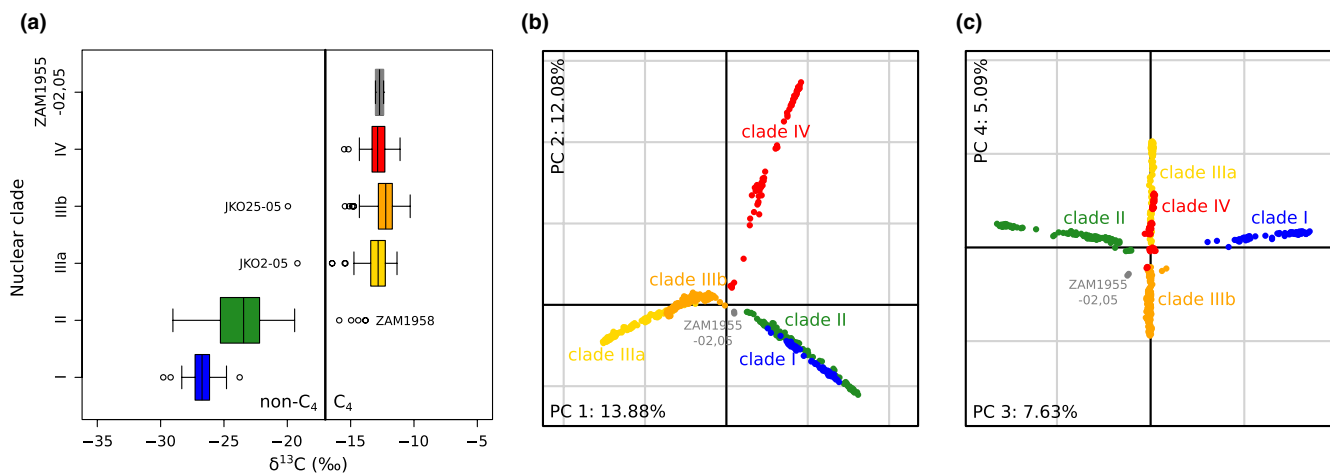 (a)
Nuclear clade
ZAM1955
-02,05
IV
IIIb
IIIa
II
I
JKO25-05
JKO2-05
ZAM1958
non-C₄
C₄
−35
−30
−25
−20
−15
−10
−5
δ¹³C (‰)
(b)
PC 2: 12.08%
clade IV
clade IIIb
ZAM1955
-02,05
clade II
clade IIIa
clade I
PC 1: 13.88%
(c)
PC 4: 5.09%
clade IIIa
clade IV
clade II
clade I
ZAM1955
-02,05
clade IIIb
PC 3: 7.63%